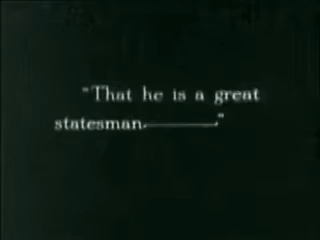 "That he is a great
statesman.———."